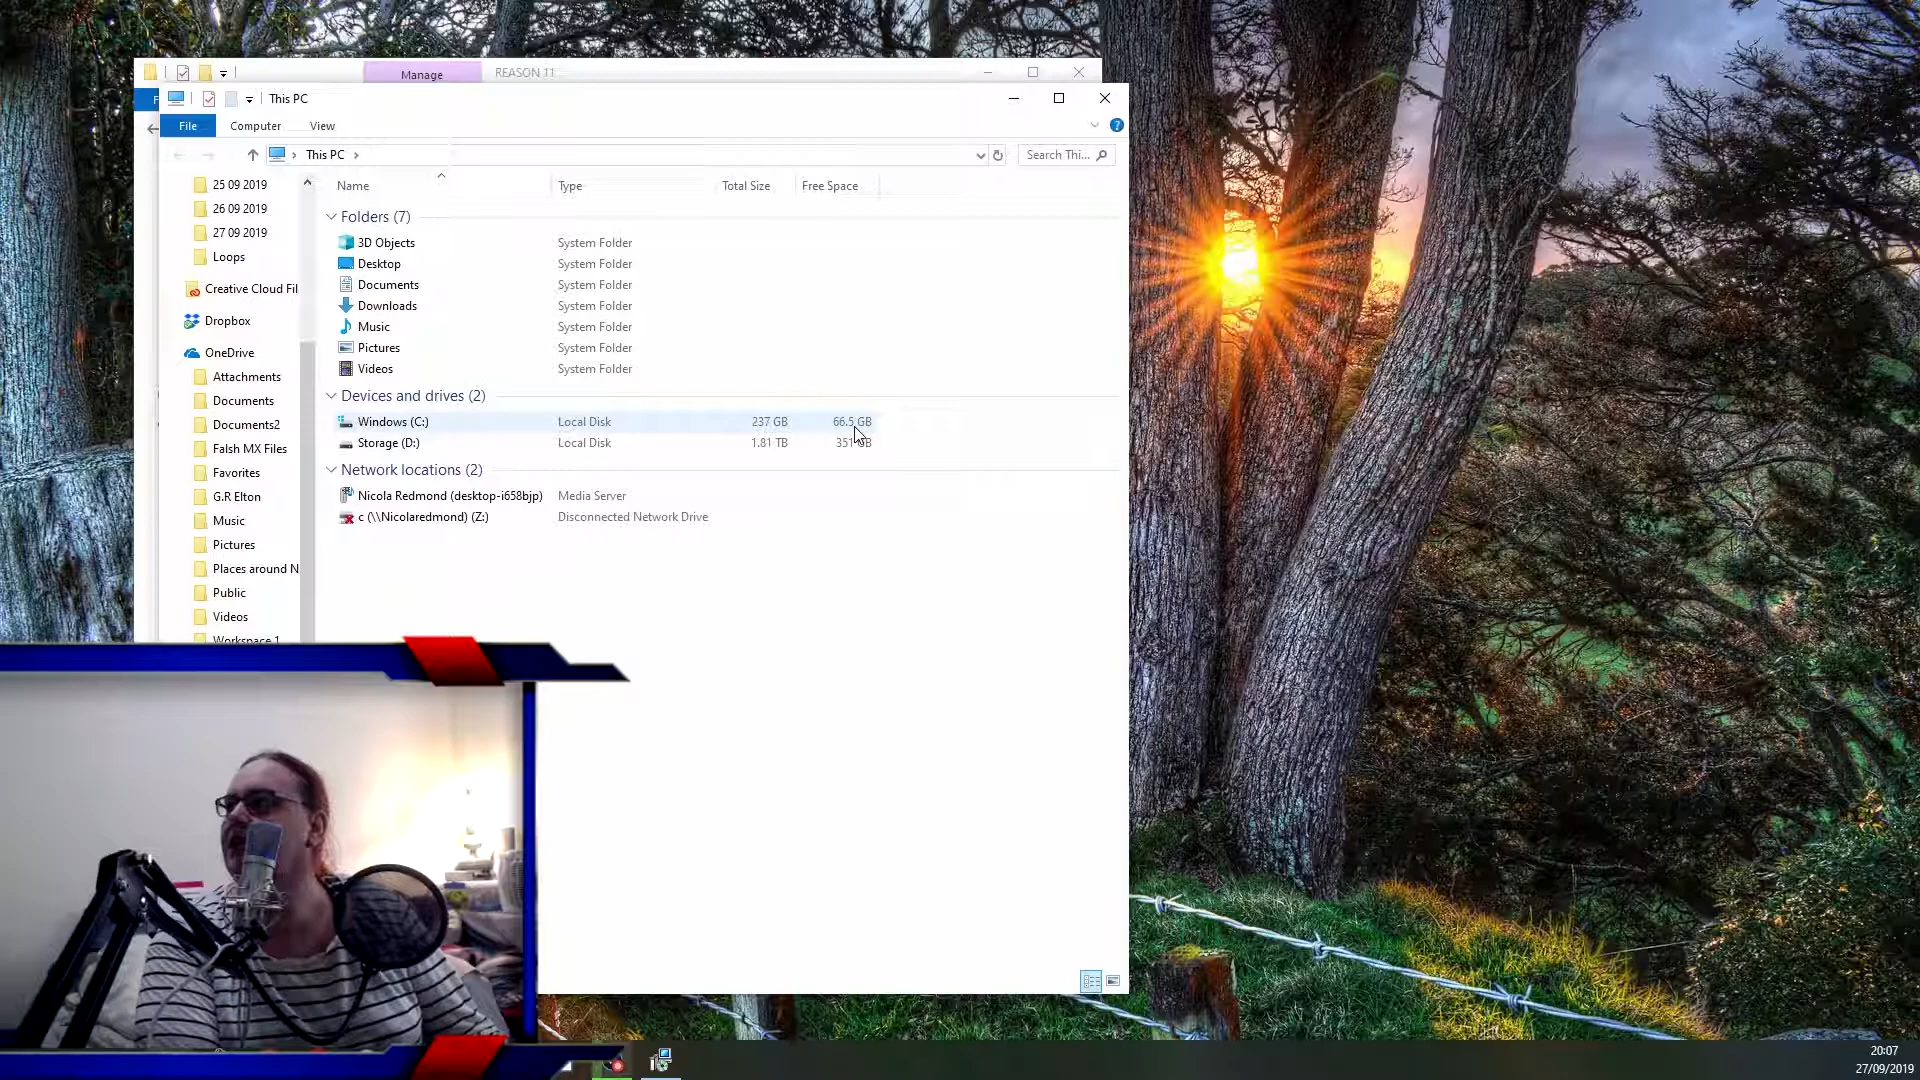 Manage
REASON 11
This PC
File
Computer
View
This PC
Search Thi...
25 09 2019
26 09 2019
27 09 2019
Loops
Creative Cloud Fil
Dropbox
OneDrive
Attachments
Documents
Documents2
Falsh MX Files
Favorites
G.R Elton
Music
Pictures
Places around N
Public
Videos
Workspace 1
Name Type Total Size Free Space
Folders (7)
3D Objects System Folder
Desktop System Folder
Documents System Folder
Downloads System Folder
Music System Folder
Pictures System Folder
Videos System Folder
Devices and drives (2)
Windows (C:) Local Disk 237 GB 66.5 GB
Storage (D:) Local Disk 1.81 TB 351 GB
Network locations (2)
Nicola Redmond (desktop-i658bjp) Media Server
c (\\Nicolaredmond) (Z:) Disconnected Network Drive
20:07
27/09/2019